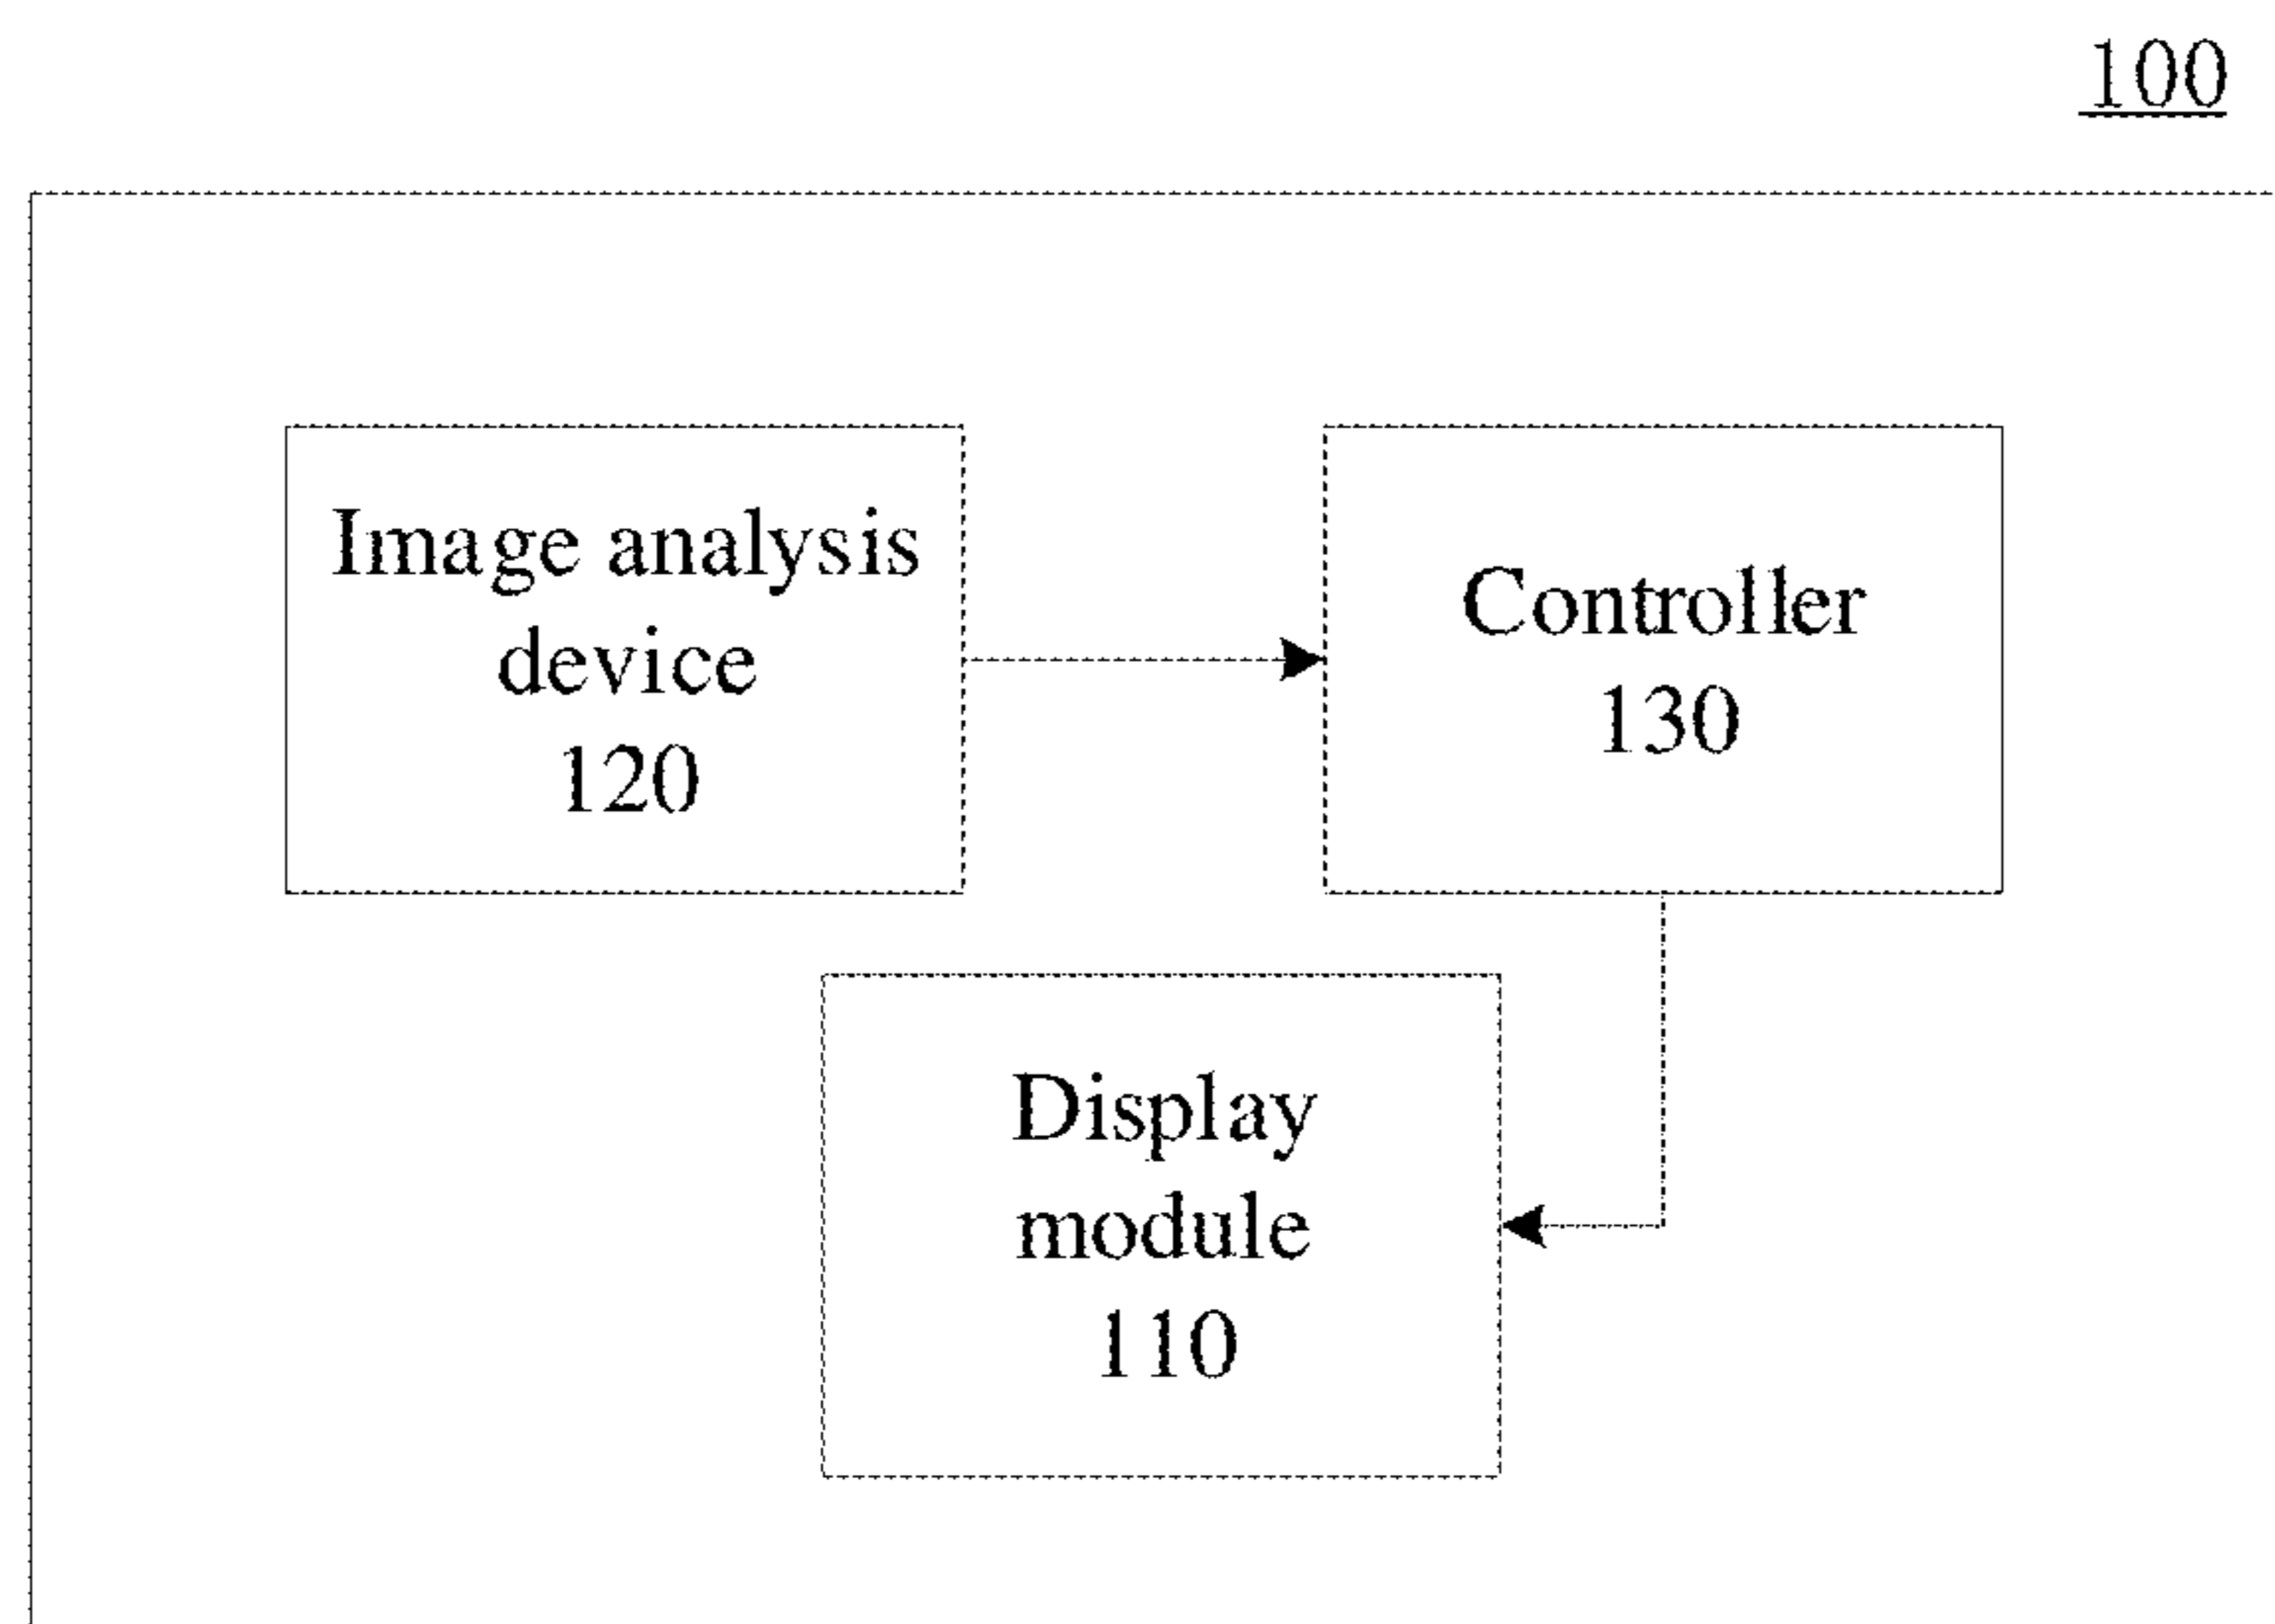 100
Image analysis
device
120
Controller
130
Display
module
110